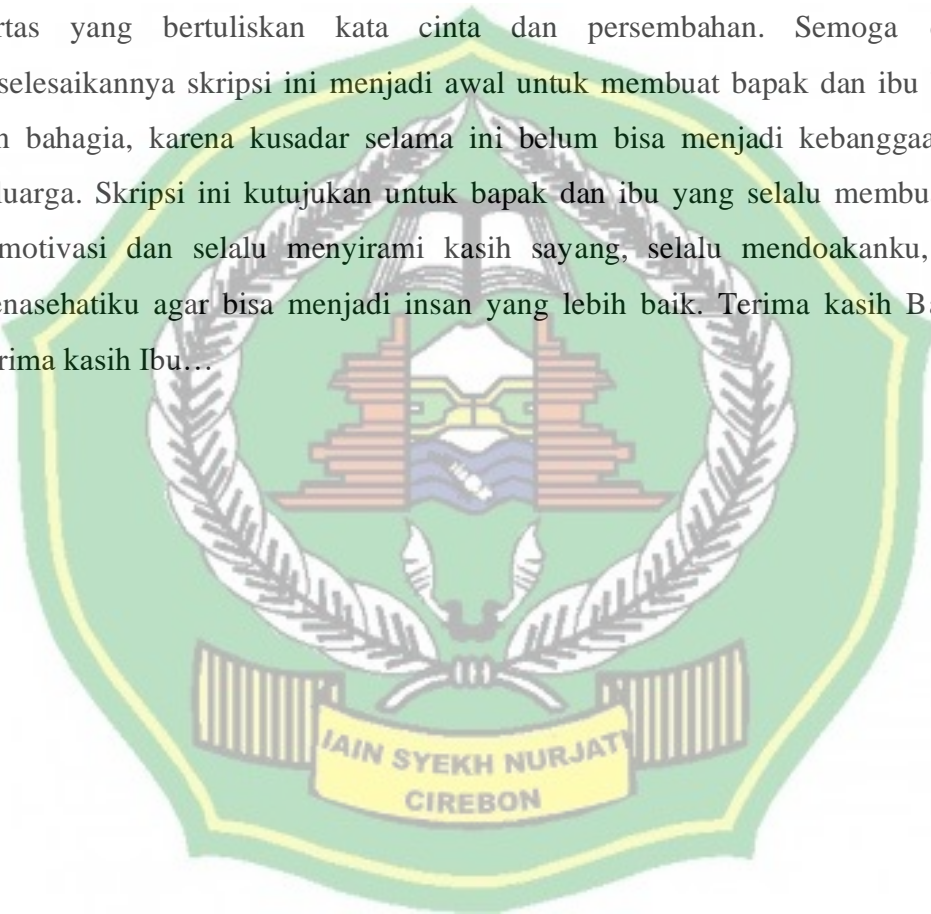 rtas yang bertuliskan kata cinta dan persembahan. Semoga
selesaikannya skripsi ini menjadi awal untuk membuat bapak dan ibu
bahagia, karena kusadar selama ini belum bisa menjadi kebanggaa
luarga. Skripsi ini kutujukan untuk bapak dan ibu yang selalu membu
motivasi dan selalu menyirami kasih sayang, selalu mendoakanku,
enasehatiku agar bisa menjadi insan yang lebih baik. Terima kasih Ba
rima kasih Ibu…
IAIN SYEKH NURJATI
CIREBON